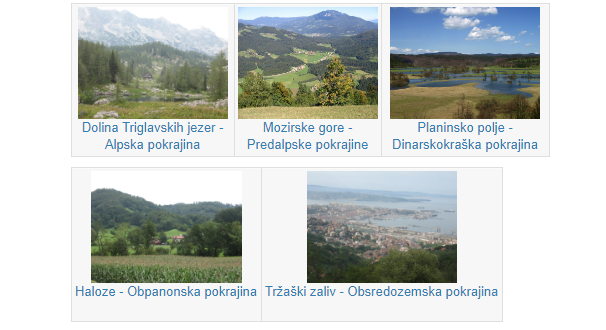 Dolina Triglavskih jezer -
Alpska pokrajina
Mozirske gore -
Predalpske pokrajine
Planinsko polje -
Dinarskokraška pokrajina
Haloze - Obpanonska pokrajina
Tržaški zaliv - Obsredozemska pokrajina